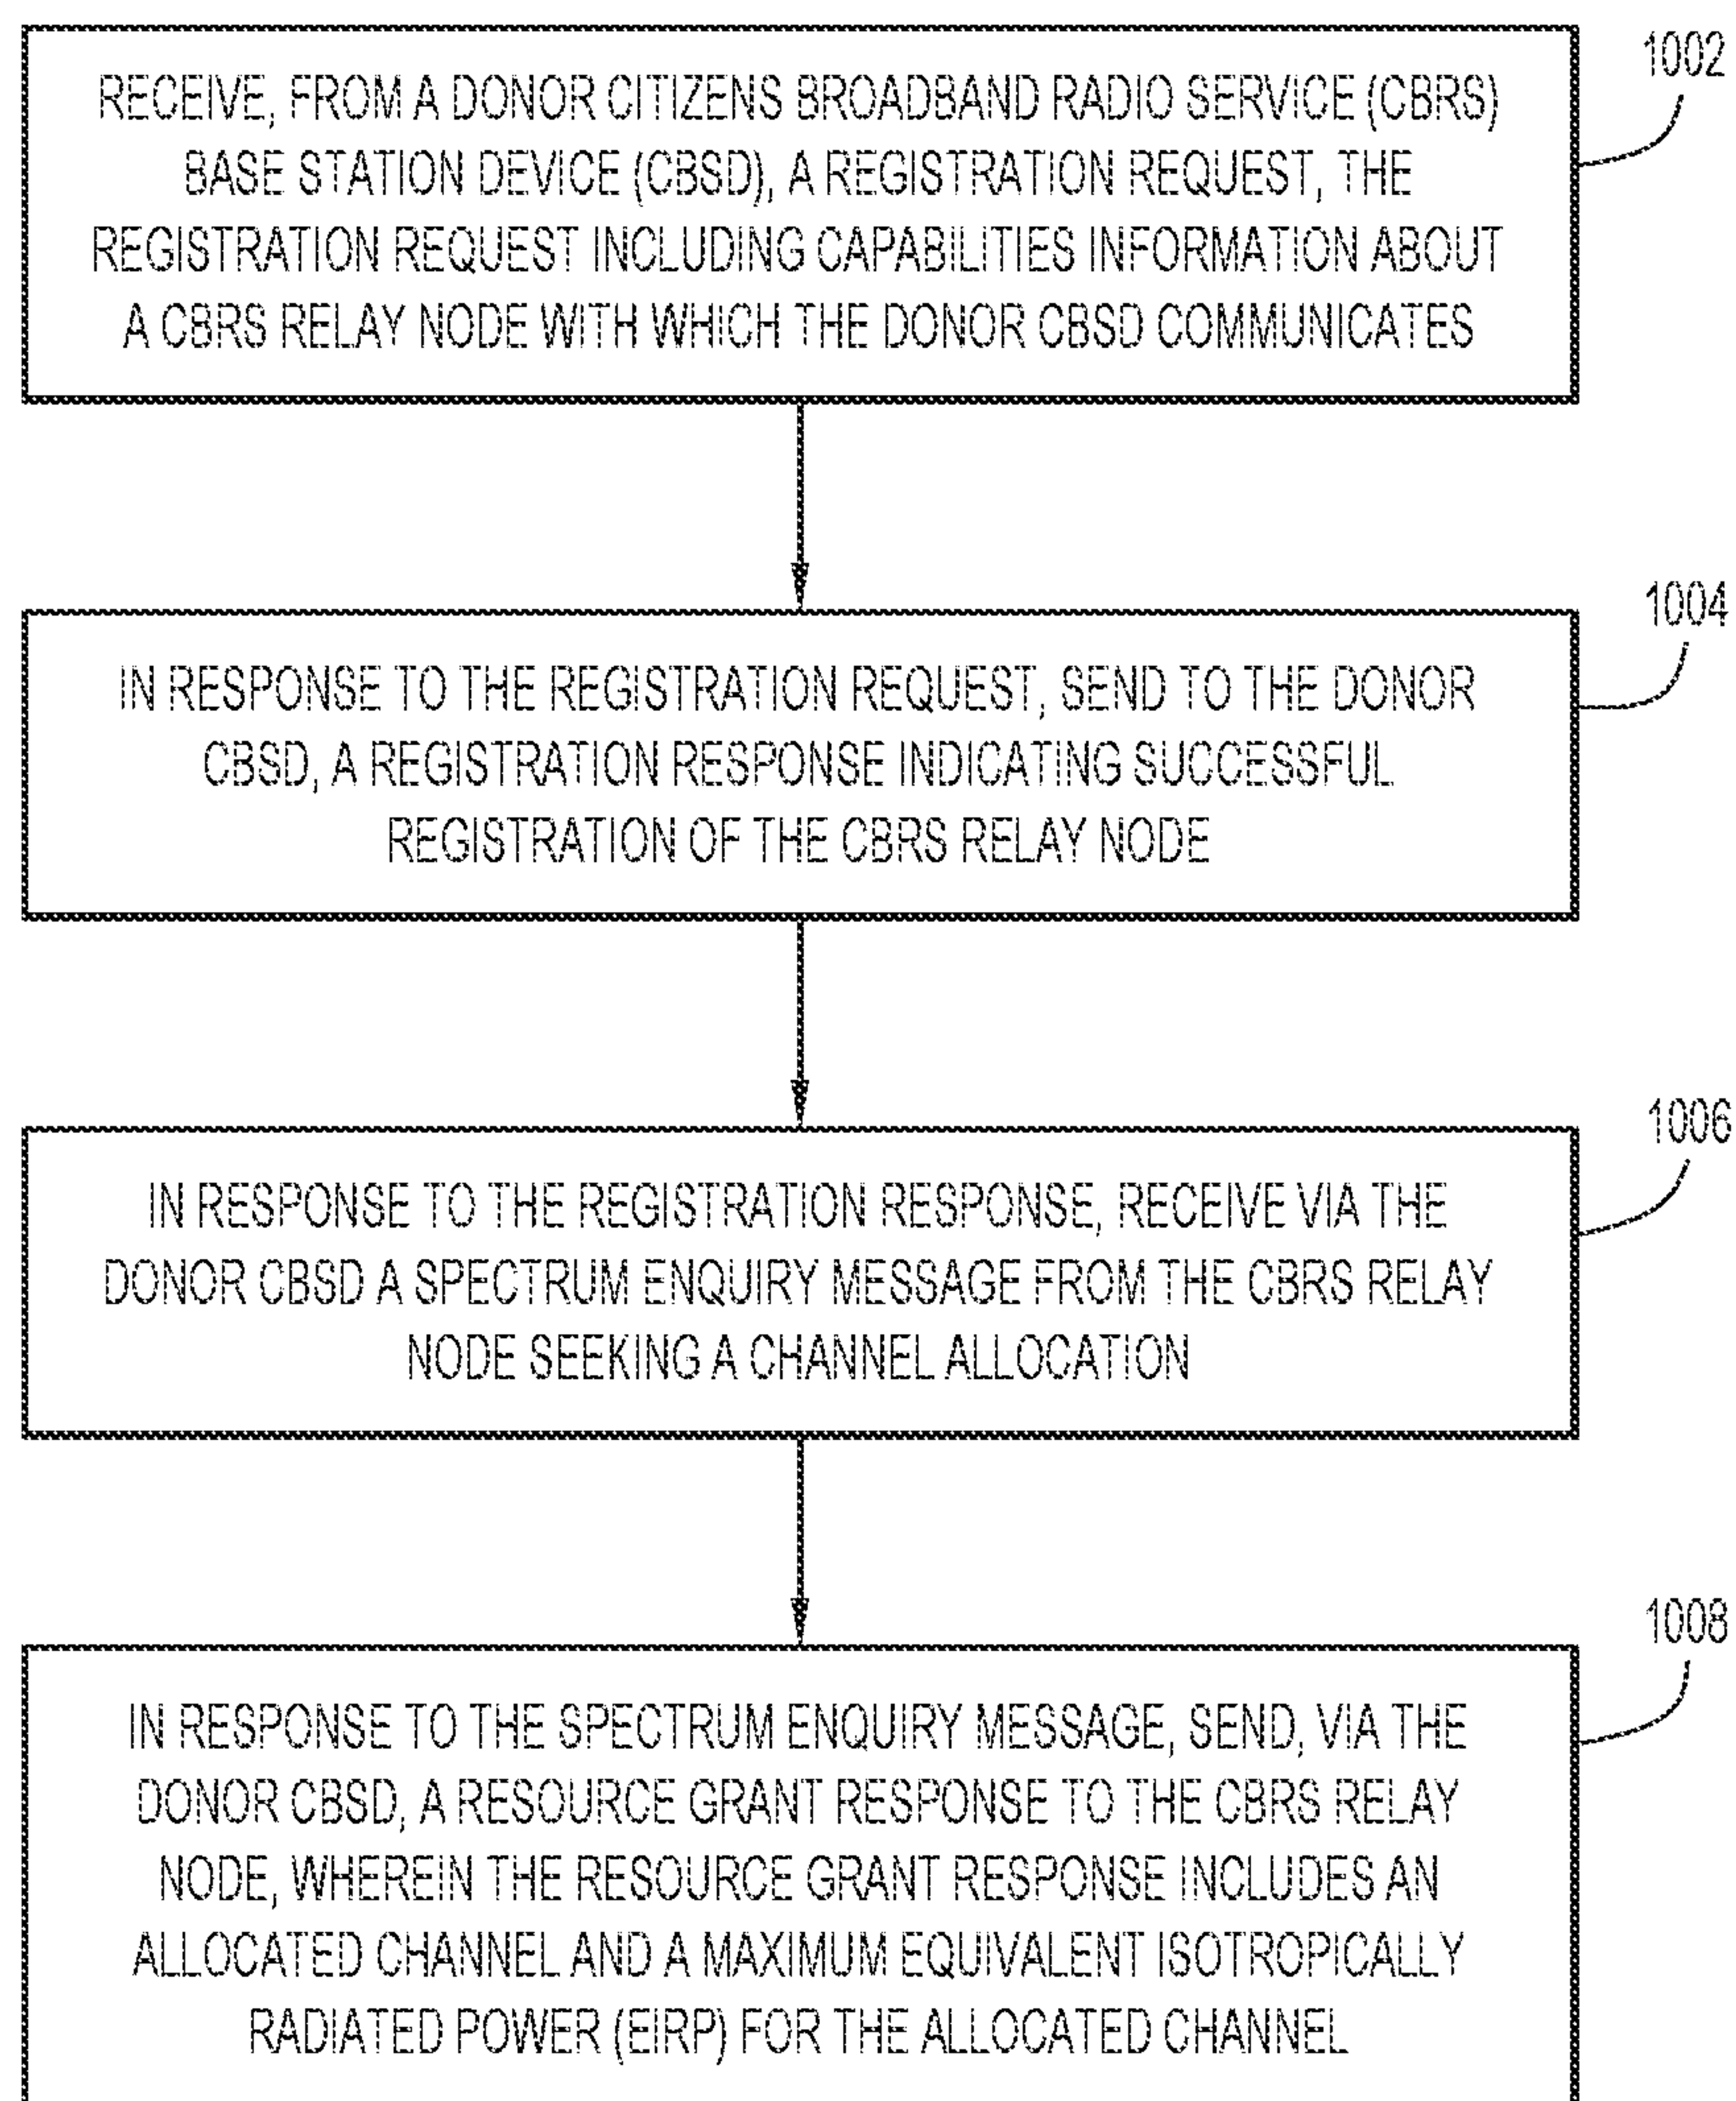 1002
RECEIVE, FROM A DONOR CITIZENS BROADBAND RADIO SERVICE (CBRS)
BASE STATION DEVICE (CBSD), A REGISTRATION REQUEST, THE
REGISTRATION REQUEST INCLUDING CAPABILITIES INFORMATION ABOUT
A CBRS RELAY NODE WITH WHICH THE DONOR CBSD COMMUNICATES
1004
IN RESPONSE TO THE REGISTRATION REQUEST, SEND TO THE DONOR
CBSD, A REGISTRATION RESPONSE INDICATING SUCCESSFUL
REGISTRATION OF THE CBRS RELAY NODE
1006
IN RESPONSE TO THE REGISTRATION RESPONSE, RECEIVE VIA THE
DONOR CBSD A SPECTRUM ENQUIRY MESSAGE FROM THE CBRS RELAY
NODE SEEKING A CHANNEL ALLOCATION
1008
IN RESPONSE TO THE SPECTRUM ENQUIRY MESSAGE, SEND, VIA THE
DONOR CBSD, A RESOURCE GRANT RESPONSE TO THE CBRS RELAY
NODE, WHEREIN THE RESOURCE GRANT RESPONSE INCLUDES AN
ALLOCATED CHANNEL AND A MAXIMUM EQUIVALENT ISOTROPICALLY
RADIATED POWER (EIRP) FOR THE ALLOCATED CHANNEL